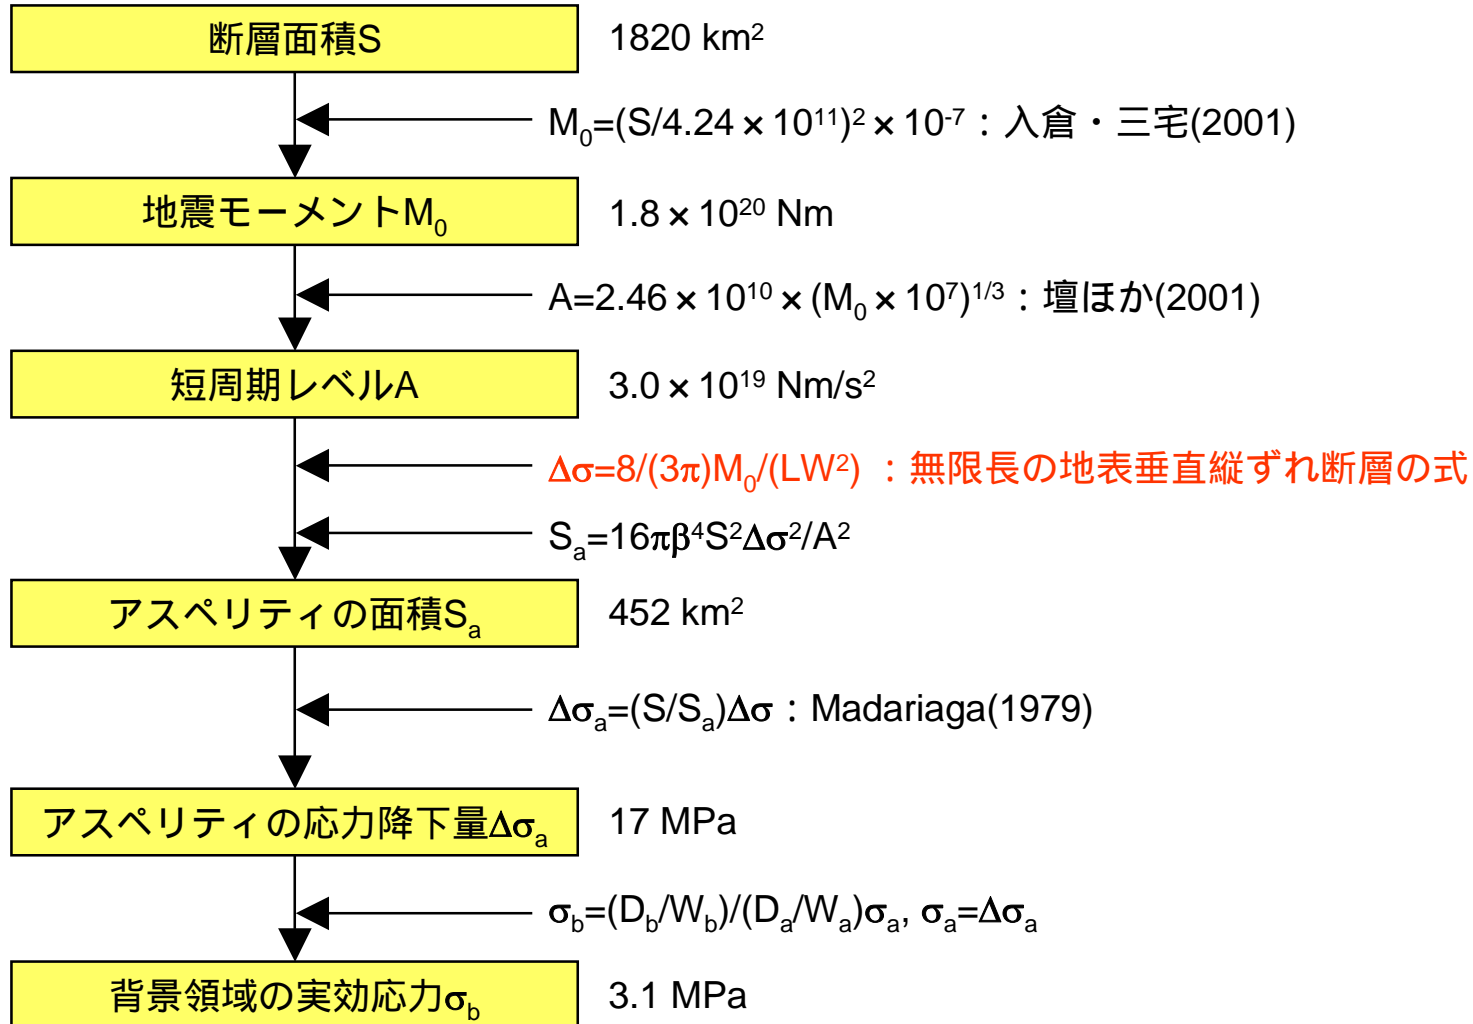 断層面積S 1820 km²
M₀=(S/4.24×10¹¹)²×10⁻⁷：入倉・三宅(2001)
地震モーメントM₀ 1.8×10²⁰ Nm
A=2.46×10¹⁰×(M₀×10⁷)¹/³：壇ほか(2001)
短周期レベルA 3.0×10¹⁹ Nm/s²
Δσ=8/(3π)M₀/(LW²) ：無限長の地表垂直縦ずれ断層の式
Sₐ=16πβ⁴S²Δσ²/A²
アスペリティの面積Sₐ 452 km²
Δσₐ=(S/Sₐ)Δσ：Madariaga(1979)
アスペリティの応力降下量Δσₐ 17 MPa
σ_b=(D_b/W_b)/(Dₐ/Wₐ)σₐ, σₐ=Δσₐ
背景領域の実効応力σ_b 3.1 MPa